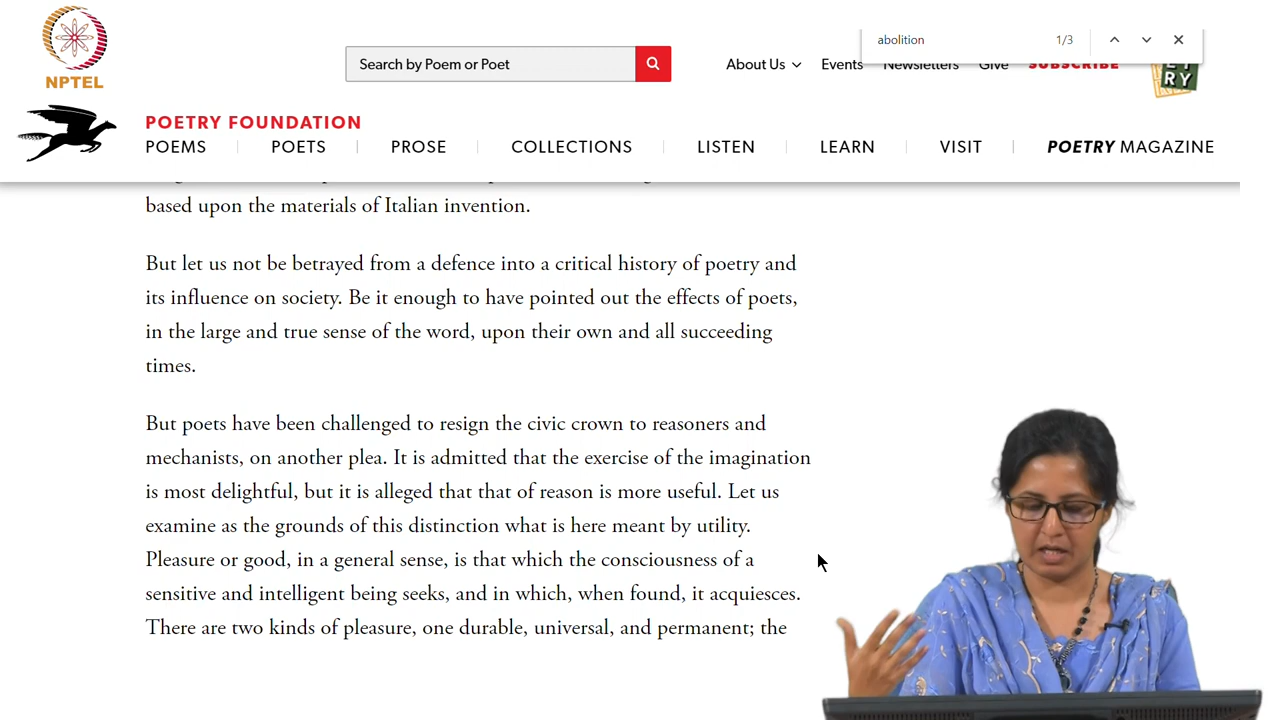 NPTEL
Search by Poem or Poet
About Us
Events
Newsletters
Give
SUBSCRIBE
abolition
1/3
RY
POETRY FOUNDATION
POEMS
POETS
PROSE
COLLECTIONS
LISTEN
LEARN
VISIT
POETRY MAGAZINE
based upon the materials of Italian invention.
But let us not be betrayed from a defence into a critical history of poetry and
its influence on society. Be it enough to have pointed out the effects of poets,
in the large and true sense of the word, upon their own and all succeeding
times.
But poets have been challenged to resign the civic crown to reasoners and
mechanists, on another plea. It is admitted that the exercise of the imagination
is most delightful, but it is alleged that that of reason is more useful. Let us
examine as the grounds of this distinction what is here meant by utility.
Pleasure or good, in a general sense, is that which the consciousness of a
sensitive and intelligent being seeks, and in which, when found, it acquiesces.
There are two kinds of pleasure, one durable, universal, and permanent; the